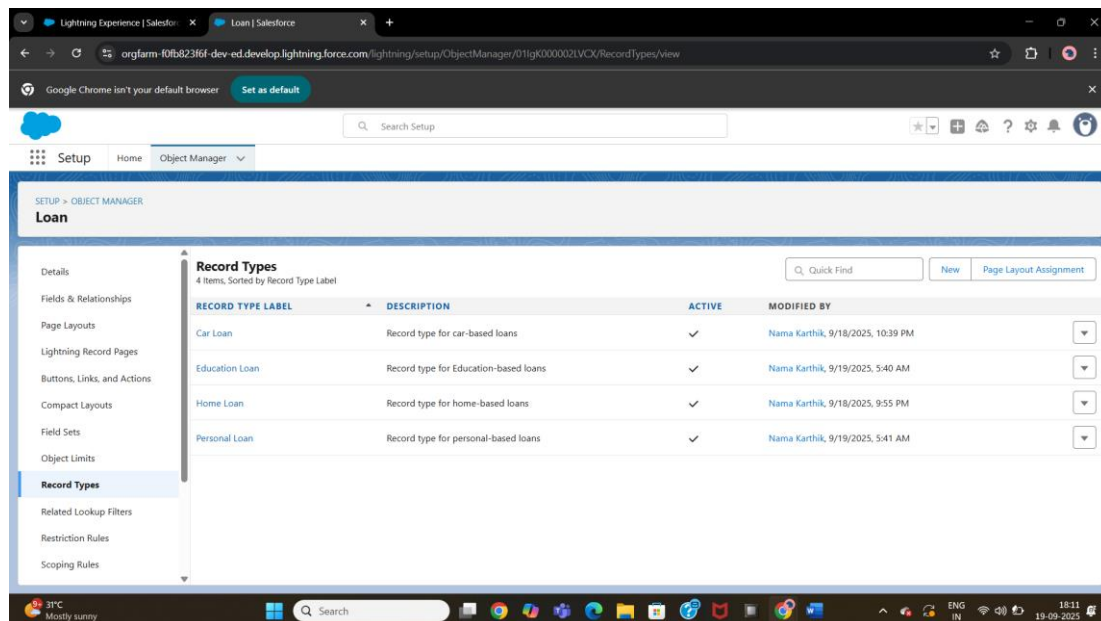 Lightning Experience | Salesforc
Loan | Salesforce
orgfarm-f0fb823f6f-dev-ed.develop.lightning.force.com/lightning/setup/ObjectManager/01IgK000002LVCX/RecordTypes/view
Google Chrome isn't your default browser
Set as default
Search Setup
Setup
Home
Object Manager
SETUP > OBJECT MANAGER
Loan
Details
Fields & Relationships
Page Layouts
Lightning Record Pages
Buttons, Links, and Actions
Compact Layouts
Field Sets
Object Limits
Record Types
Related Lookup Filters
Restriction Rules
Scoping Rules
Record Types
4 Items, Sorted by Record Type Label
Quick Find
New
Page Layout Assignment
RECORD TYPE LABEL DESCRIPTION ACTIVE MODIFIED BY
Car Loan Record type for car-based loans Nama Karthik, 9/18/2025, 10:39 PM
Education Loan Record type for Education-based loans Nama Karthik, 9/19/2025, 5:40 AM
Home Loan Record type for home-based loans Nama Karthik, 9/18/2025, 9:55 PM
Personal Loan Record type for personal-based loans Nama Karthik, 9/19/2025, 5:41 AM
9+
31°C
Mostly sunny
Search
ENG
IN
18:11
19-09-2025